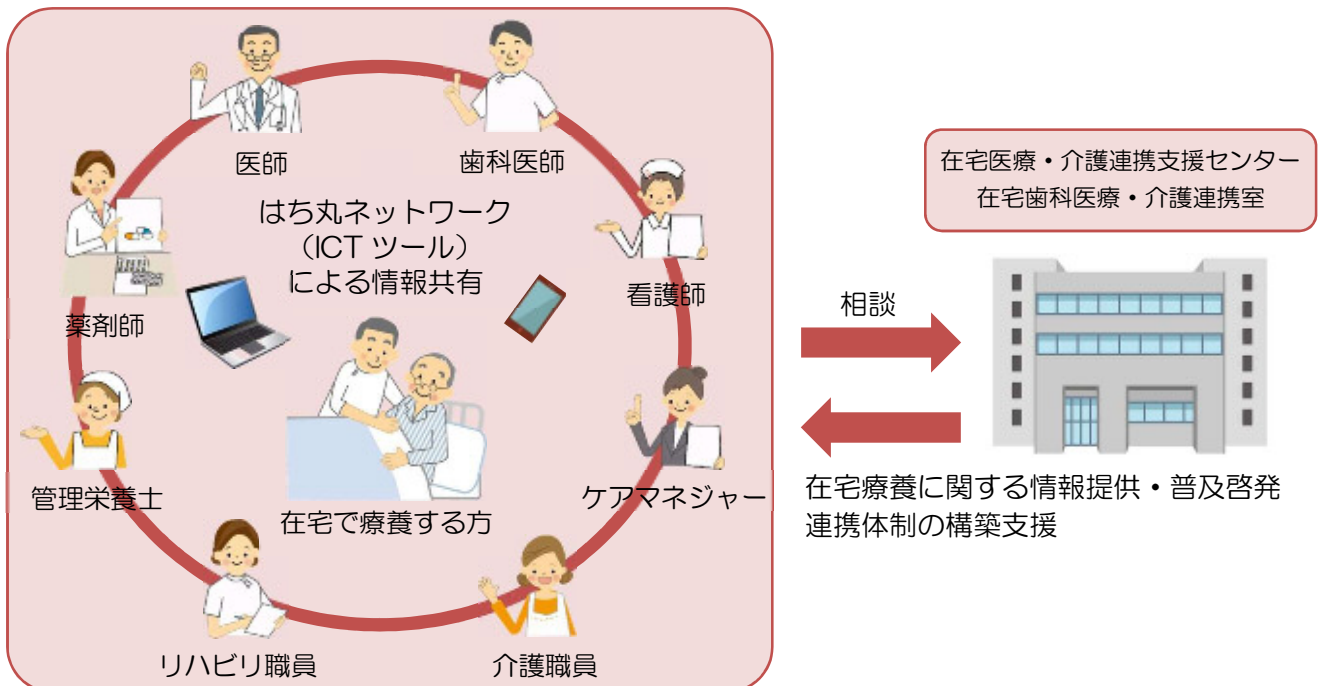 医師
歯科医師
在宅医療・介護連携支援センター
在宅歯科医療・介護連携室
はち丸ネットワーク
（ICT ツール）
による情報共有
看護師
薬剤師
相談
管理栄養士
ケアマネジャー
在宅で療養する方
在宅療養に関する情報提供・普及啓発
連携体制の構築支援
リハビリ職員
介護職員